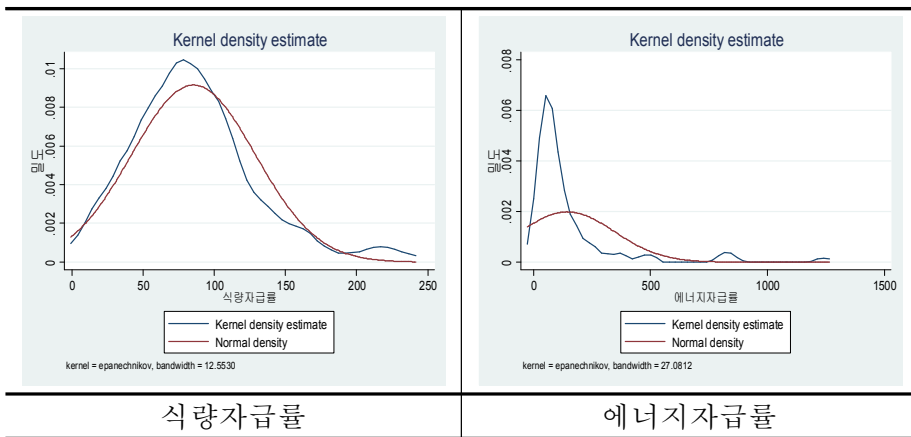 Kernel density estimate
.01
.008
.006
.004
.002
0
밀도
0 50 100 150 200 250
식량자급률
Kernel density estimate
Normal density
kernel = epanechnikov, bandwidth = 12.5530
Kernel density estimate
.008
.006
.004
.002
0
밀도
0 500 1000 1500
에너지자급률
Kernel density estimate
Normal density
kernel = epanechnikov, bandwidth = 27.0812
식량자급률
에너지자급률